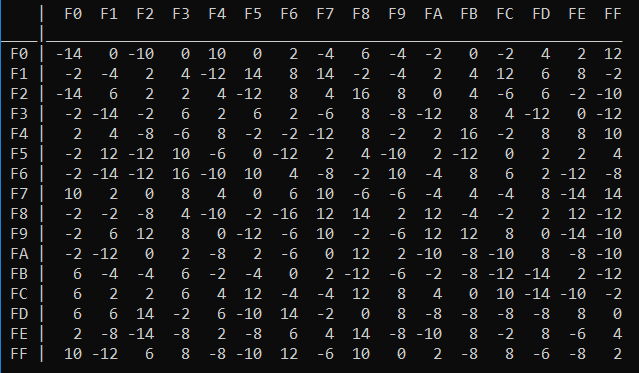 | F0 F1 F2 F3 F4 F5 F6 F7 F8 F9 FA FB FC FD FE FF
F0 | -14 0 -10 0 10 0 2 -4 6 -4 -2 0 -2 4 2 12
F1 | -2 -4 2 4 -12 14 8 14 -2 -4 2 4 12 6 8 -2
F2 | -14 6 2 2 4 -12 8 4 16 8 0 4 -6 6 -2 -10
F3 | -2 -14 -2 6 2 6 2 -6 8 -8 -12 8 4 -12 0 -12
F4 | 2 4 -8 -6 8 -2 -2 -12 8 -2 2 16 -2 8 8 10
F5 | -2 12 -12 10 -6 0 -12 2 4 -10 2 -12 0 2 2 4
F6 | -2 -14 -12 16 -10 10 4 -8 -2 10 -4 8 6 2 -12 -8
F7 | 10 2 0 8 4 0 6 10 -6 -6 -4 4 -4 8 -14 14
F8 | -2 -2 -8 4 -10 -2 -16 12 14 2 12 -4 -2 2 12 -12
F9 | -2 6 12 8 0 -12 -6 10 -2 -6 12 12 8 0 -14 -10
FA | -2 -12 0 2 -8 2 -6 0 12 2 -10 -8 -10 8 -8 -10
FB | 6 -4 -4 6 -2 -4 0 2 -12 -6 -2 -8 -12 -14 2 -12
FC | 6 2 2 6 4 12 -4 -4 12 8 4 0 10 -14 -10 -2
FD | 6 6 14 -2 6 -10 14 -2 0 8 -8 -8 -8 -8 8 0
FE | 2 -8 -14 -8 2 -8 6 4 14 -8 -10 8 -2 8 -6 4
FF | 10 -12 6 8 -8 -10 12 -6 10 0 2 -8 8 -6 -8 2